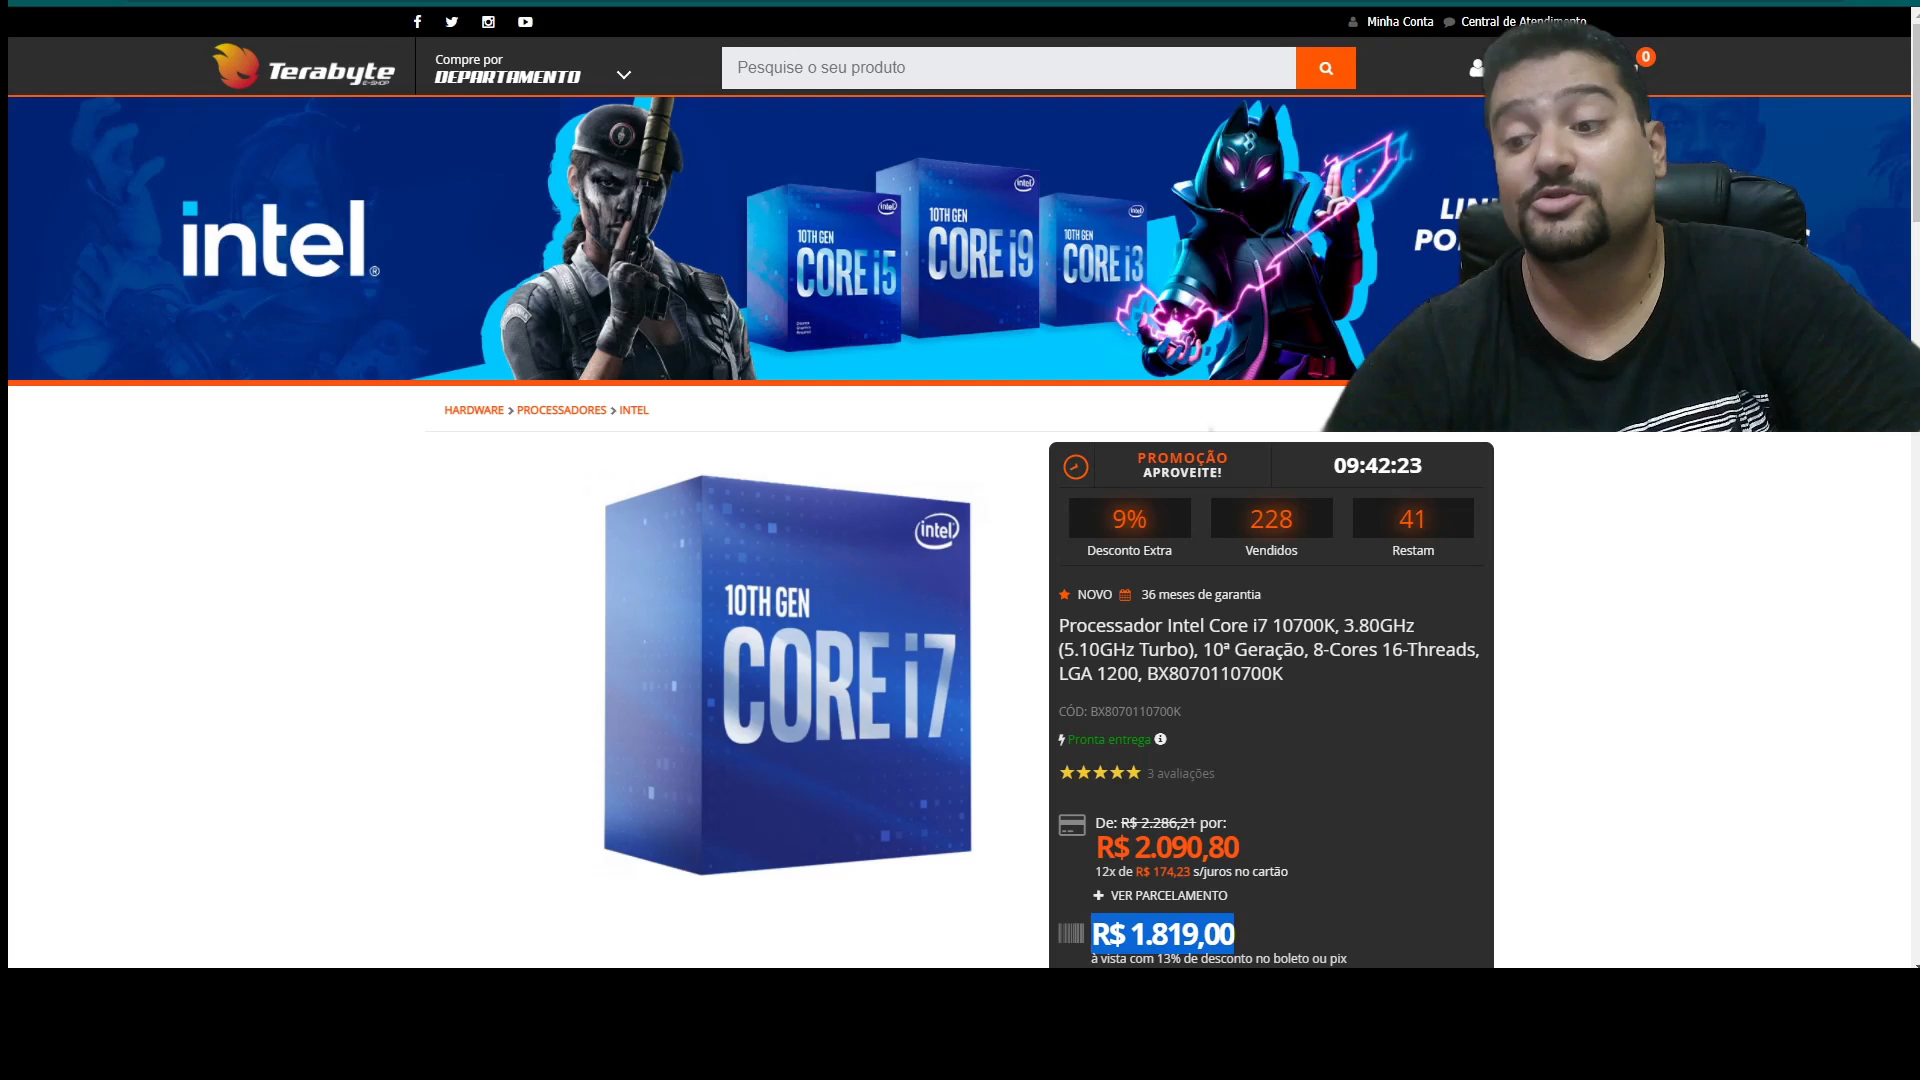 Minha Conta Central de Atendimento
Terabyte
E-SHOP
Compre por
DEPARTAMENTO
Pesquise o seu produto
0
intel®
intel
10TH GEN
CORE i5
intel
10TH GEN
CORE i9
intel
10TH GEN
CORE i3
HARDWARE > PROCESSADORES > INTEL
intel
10TH GEN
CORE i7
PROMOÇÃO
APROVEITE!
09:42:23
9% 228 41
Desconto Extra Vendidos Restam
NOVO 36 meses de garantia
Processador Intel Core i7 10700K, 3.80GHz
(5.10GHz Turbo), 10ª Geração, 8-Cores 16-Threads,
LGA 1200, BX8070110700K
CÓD: BX8070110700K
Pronta entrega
3 avaliações
De: R$ 2.286,21 por:
R$ 2.090,80
12x de R$ 174,23 s/juros no cartão
+ VER PARCELAMENTO
R$ 1.819,00
à vista com 13% de desconto no boleto ou pix